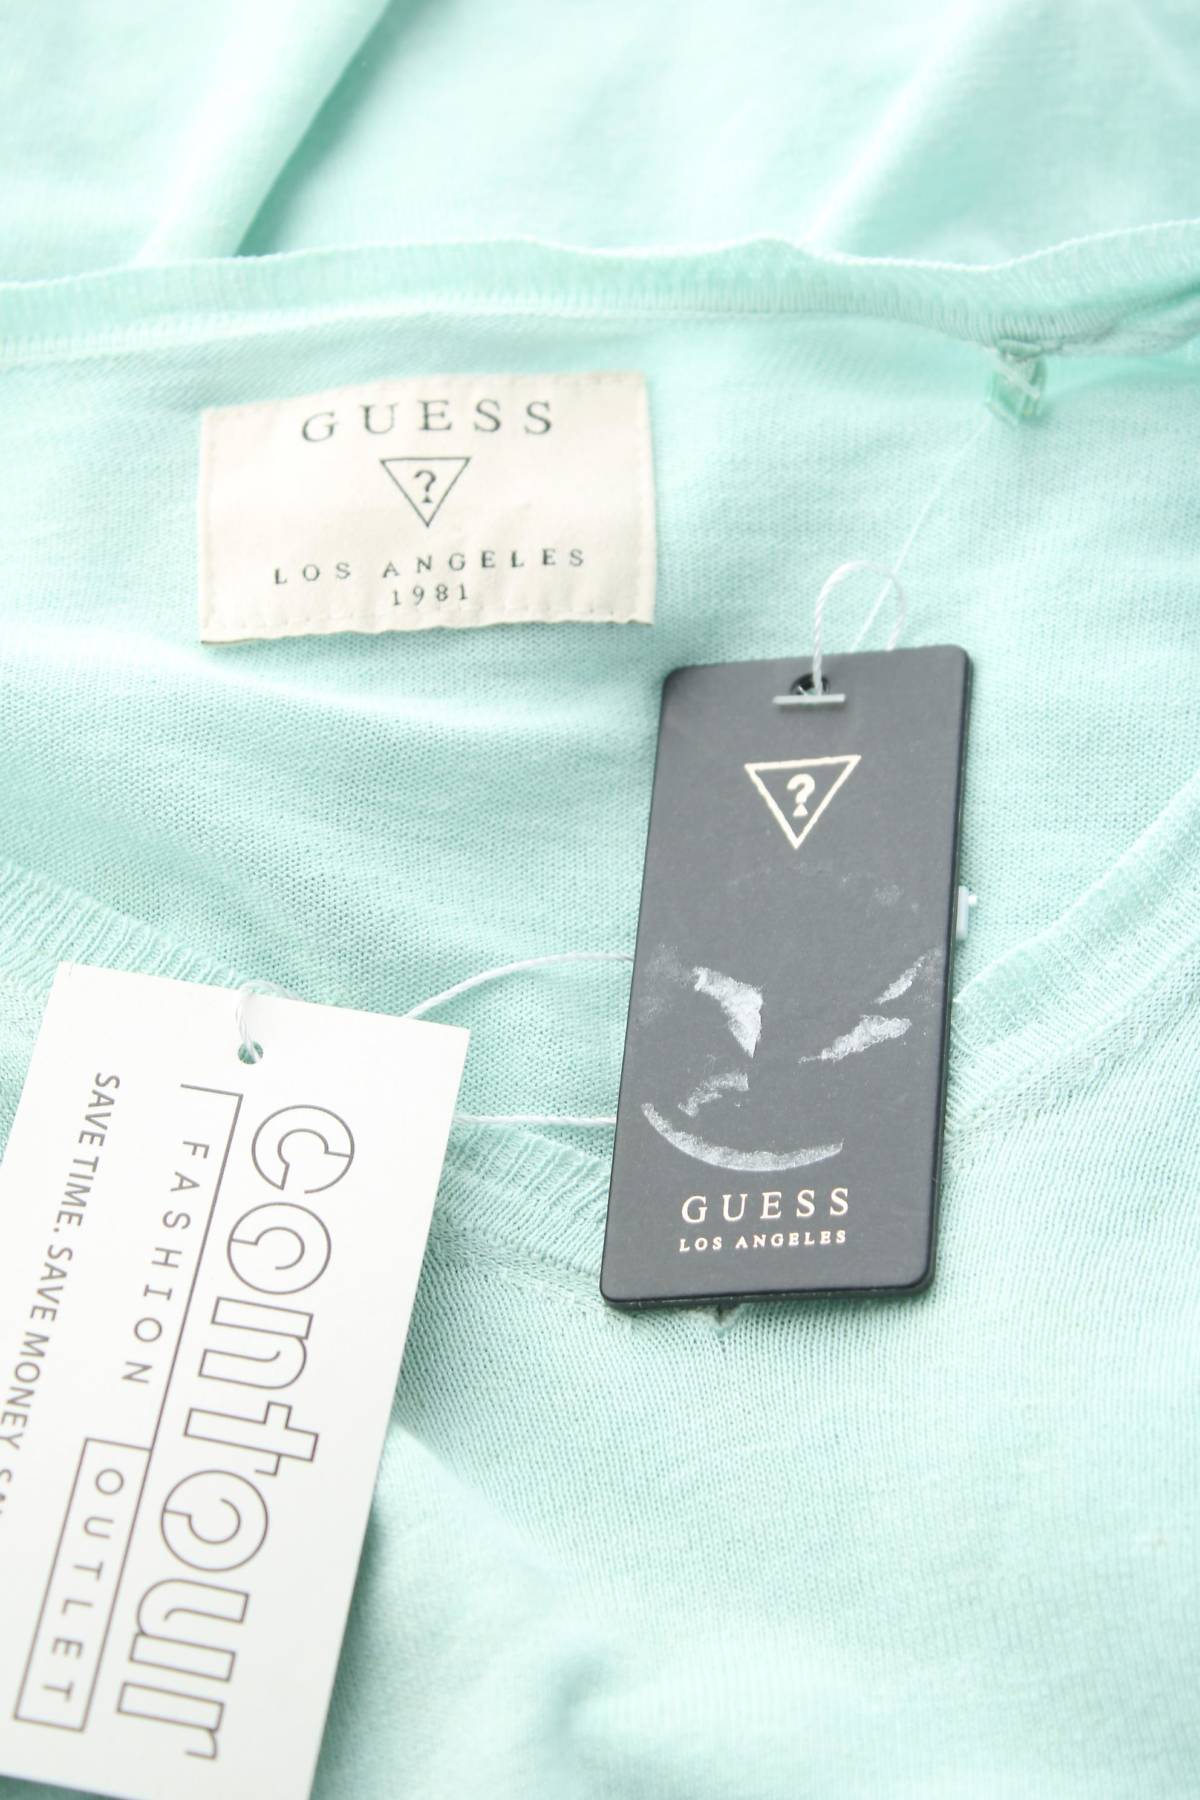 GUESS
?
LOS ANGELES
1981
?
GUESS
LOS ANGELES
contour
FASHION OUTLET
SAVE TIME. SAVE MONEY.